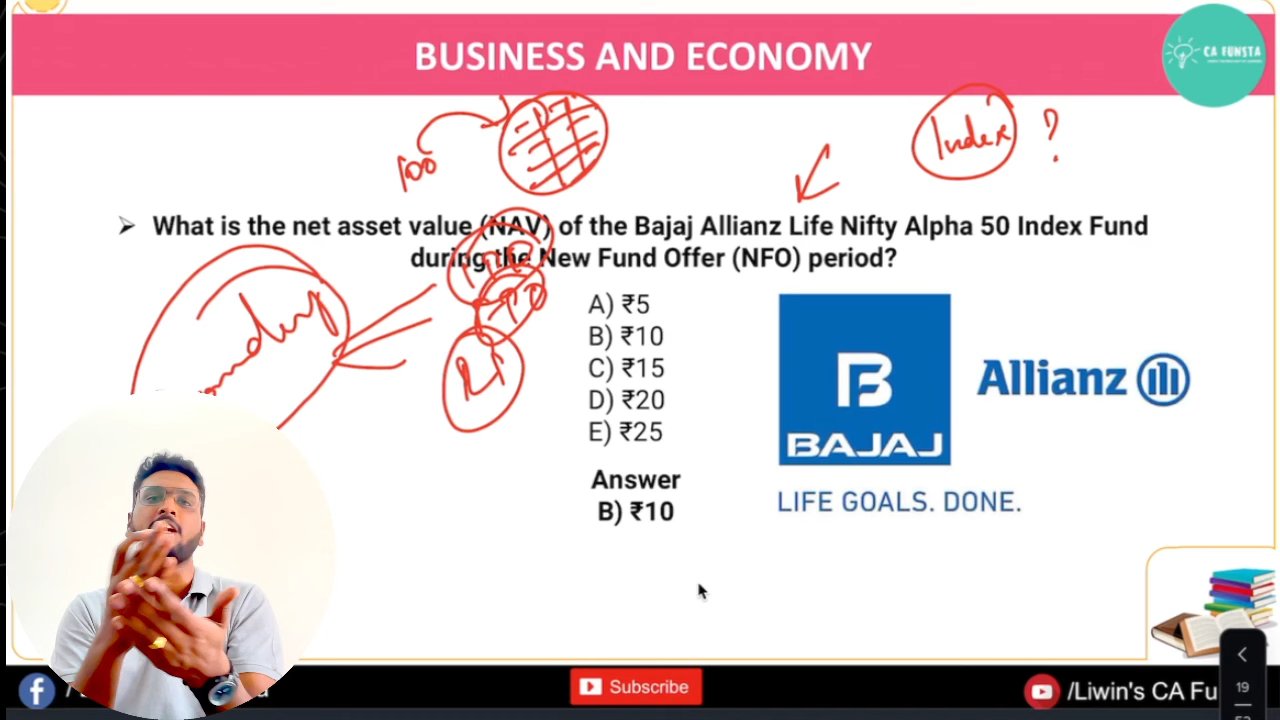 BUSINESS AND ECONOMY
CA FUNSTA
Index ?
100
➢ What is the net asset value (NAV) of the Bajaj Allianz Life Nifty Alpha 50 Index Fund
during the New Fund Offer (NFO) period?
A) ₹5
B) ₹10
C) ₹15
D) ₹20
E) ₹25
Answer
B) ₹10
B
BAJAJ
Allianz
LIFE GOALS. DONE.
Subscribe
/Liwin's CA Fu
19